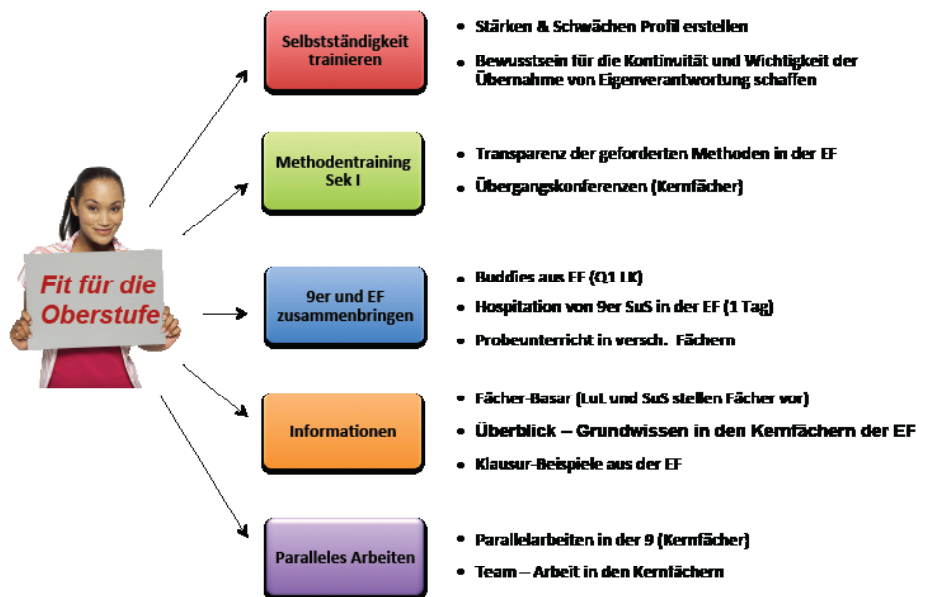 Fit für die
Oberstufe
Selbstständigkeit
trainieren
• Stärken & Schwächen Profil erstellen
• Bewusstsein für die Kontinuität und Wichtigkeit der
Übernahme von Eigenverantwortung schaffen
Methodentraining
Sek I
• Transparenz der geforderten Methoden in der EF
• Übergangskonferenzen (Kernfächer)
9er und EF
zusammenbringen
• Buddies aus EF (Q1 LK)
• Hospitation von 9er SuS in der EF (1 Tag)
• Probeunterricht in versch. Fächern
Informationen
• Fächer-Basar (LuL und SuS stellen Fächer vor)
• Überblick – Grundwissen in den Kernfächern der EF
• Klausur-Beispiele aus der EF
Paralleles Arbeiten
• Parallelarbeiten in der 9 (Kernfächer)
• Team – Arbeit in den Kernfächern